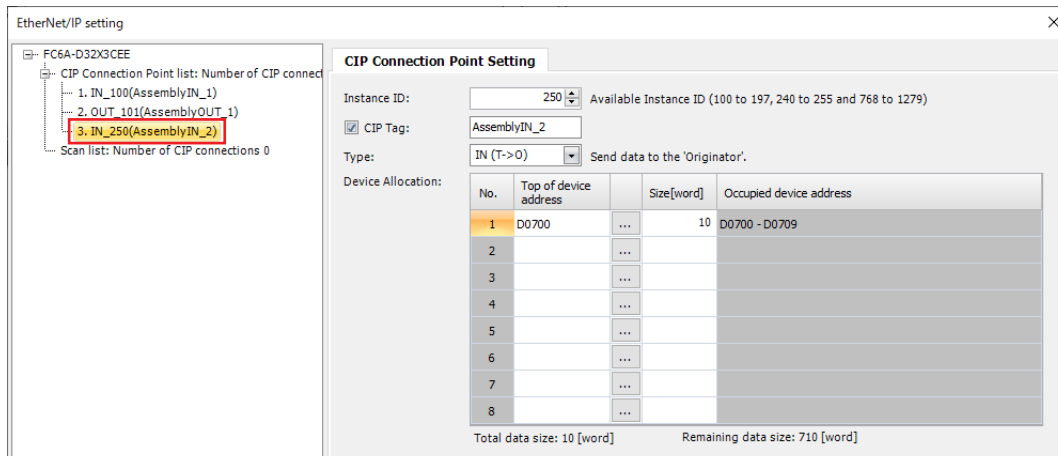 EtherNet/IP setting
FC6A-D32X3CEE
CIP Connection Point list: Number of CIP connect
1. IN_100(AssemblyIN_1)
2. OUT_101(AssemblyOUT_1)
3. IN_250(AssemblyIN_2)
Scan list: Number of CIP connections 0
CIP Connection Point Setting
Instance ID: 250 Available Instance ID (100 to 197, 240 to 255 and 768 to 1279)
CIP Tag: AssemblyIN_2
Type: IN (T->O) Send data to the 'Originator'.
Device Allocation:
No. Top of device address Size[word] Occupied device address
1 D0700 ... 10 D0700 - D0709
2 ...
3 ...
4 ...
5 ...
6 ...
7 ...
8 ...
Total data size: 10 [word] Remaining data size: 710 [word]